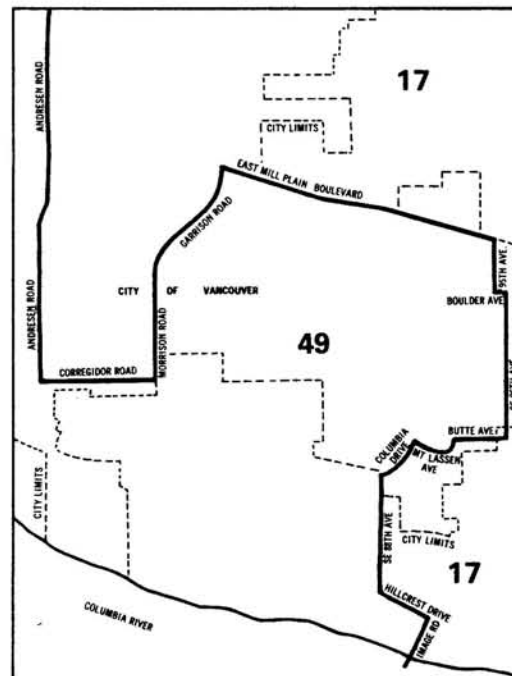 ANDRESEN ROAD
17
CITY LIMITS
EAST MILL PLAIN BOULEVARD
GARRISON ROAD
95TH AVE.
ANDRESEN ROAD
CITY OF VANCOUVER
BOULDER AVE
MORRISON ROAD
49
CORREGIDOR ROAD
BUTTE AVE
COLUMBIA DRIVE
MT LASSEN AVE
CITY LIMITS
SE 88TH AVE
CITY LIMITS
17
HILLCREST DRIVE
COLUMBIA RIVER
IMAGE RD